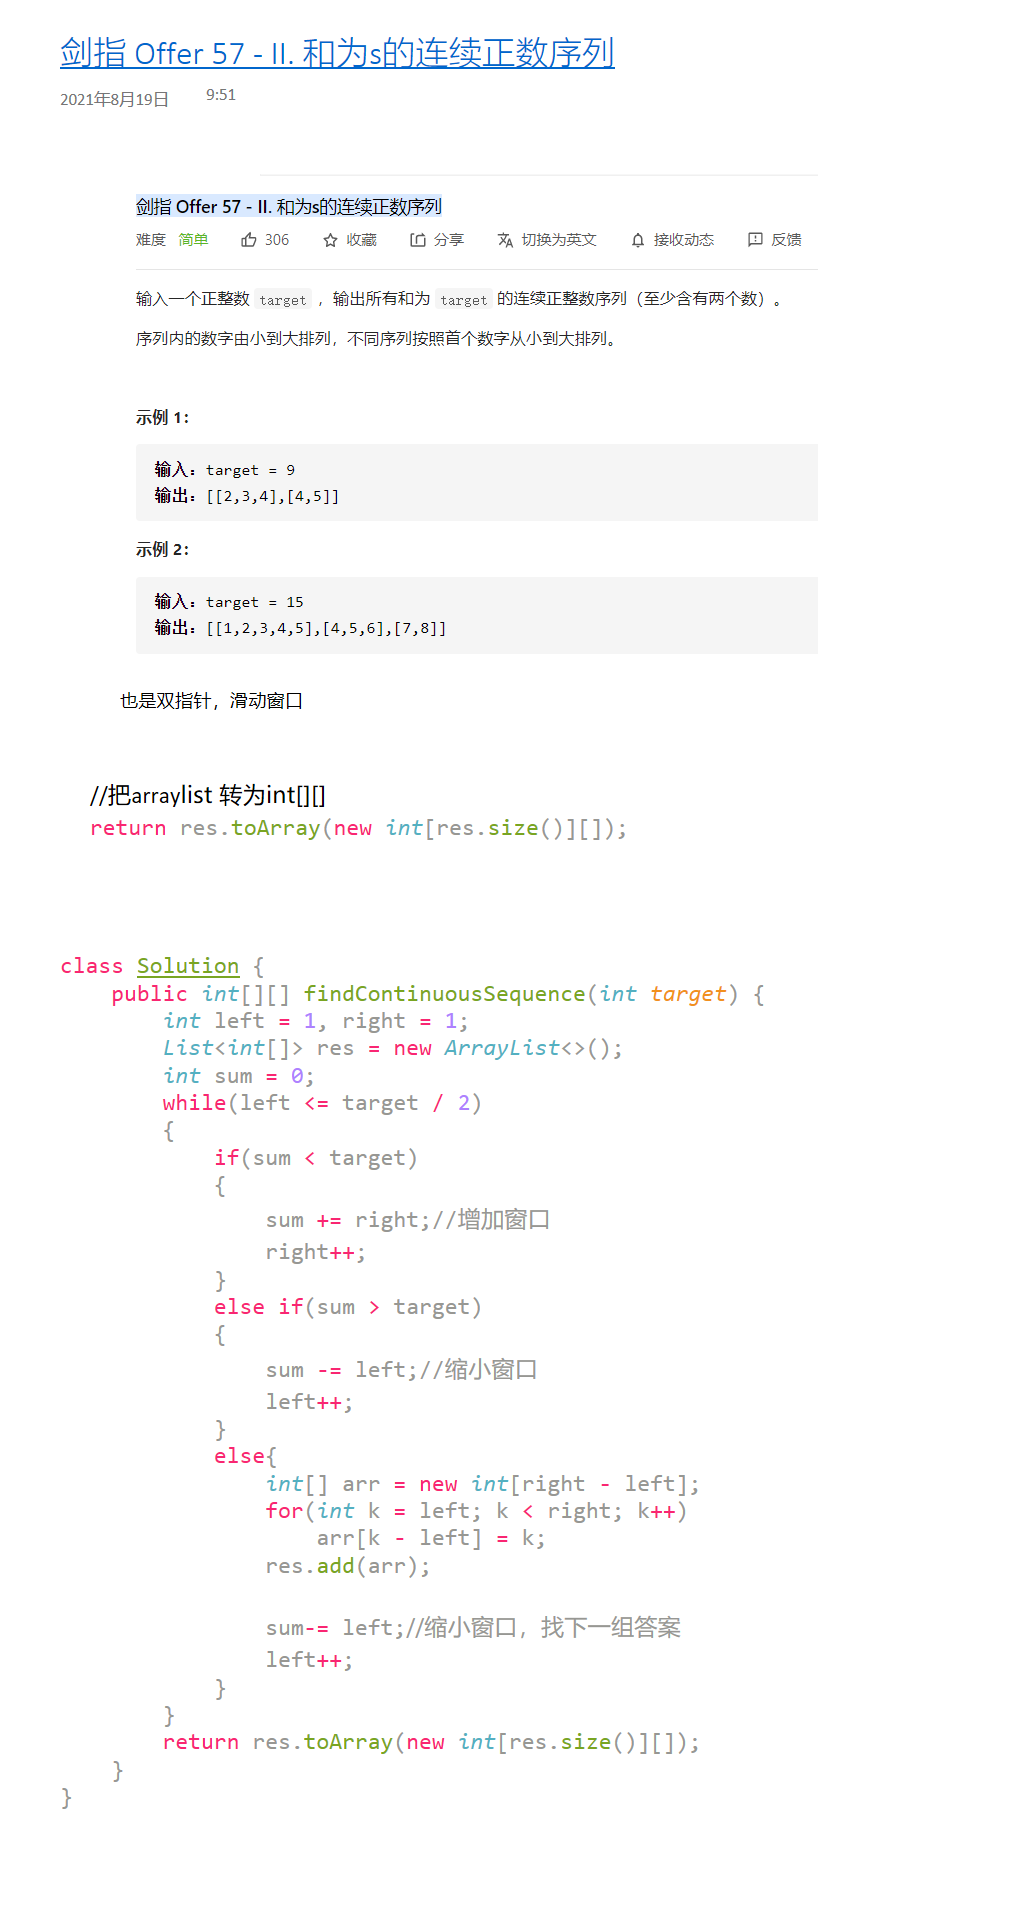 剑指 Offer 57 - II. 和为s的连续正数序列
2021年8月19日 9:51
剑指 Offer 57 - II. 和为s的连续正数序列
难度 简单 306 收藏 分享 切换为英文 接收动态 反馈
输入一个正整数 target ，输出所有和为 target 的连续正整数序列（至少含有两个数）。
序列内的数字由小到大排列，不同序列按照首个数字从小到大排列。
示例 1：
输入：target = 9
输出：[[2,3,4],[4,5]]
示例 2：
输入：target = 15
输出：[[1,2,3,4,5],[4,5,6],[7,8]]
也是双指针，滑动窗口
//把arraylist 转为int[][]
return res.toArray(new int[res.size()][]);
class Solution {
    public int[][] findContinuousSequence(int target) {
        int left = 1, right = 1;
        List<int[]> res = new ArrayList<>();
        int sum = 0;
        while(left <= target / 2)
        {
            if(sum < target)
            {
                sum += right;//增加窗口
                right++;
            }
            else if(sum > target)
            {
                sum -= left;//缩小窗口
                left++;
            }
            else{
                int[] arr = new int[right - left];
                for(int k = left; k < right; k++)
                    arr[k - left] = k;
                res.add(arr);
                sum-= left;//缩小窗口，找下一组答案
                left++;
            }
        }
        return res.toArray(new int[res.size()][]);
    }
}